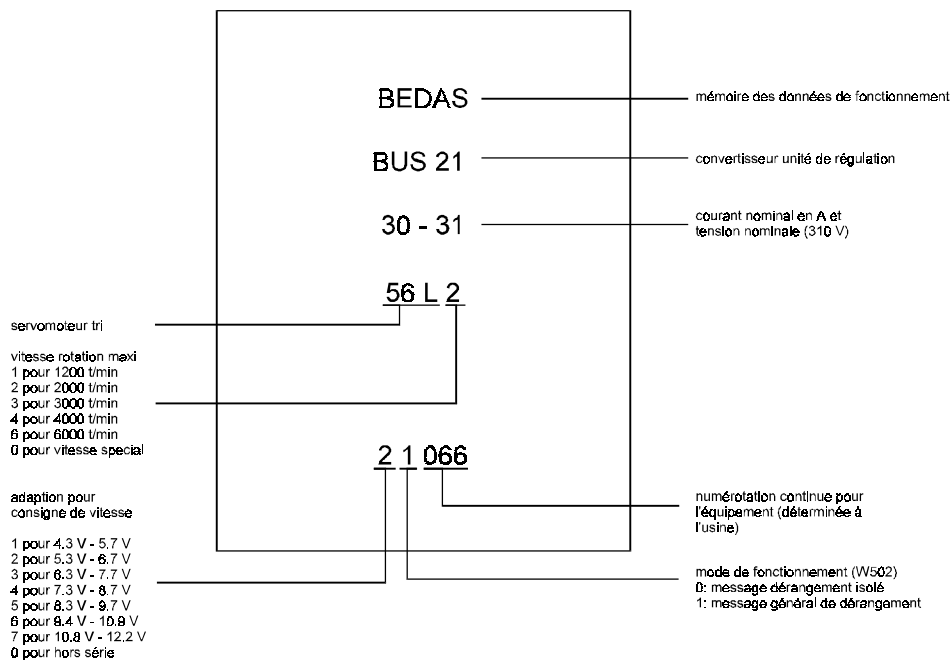 BEDAS
mémoire des données de fonctionnement
BUS 21
convertisseur unité de régulation
30 - 31
courant nominal en A et
tension nominale (310 V)
56 L 2
servomoteur tri
vitesse rotation maxi
1 pour 1200 t/min
2 pour 2000 t/min
3 pour 3000 t/min
4 pour 4000 t/min
6 pour 6000 t/min
0 pour vitesse special
2 1 066
adaption pour
consigne de vitesse
1 pour 4.3 V - 5.7 V
2 pour 5.3 V - 6.7 V
3 pour 6.3 V - 7.7 V
4 pour 7.3 V - 8.7 V
5 pour 8.3 V - 9.7 V
6 pour 9.4 V - 10.9 V
7 pour 10.8 V - 12.2 V
0 pour hors série
numérotation continue pour
l'équipement (déterminée à
l'usine)
mode de fonctionnement (W502)
0: message dérangement isolé
1: message général de dérangement